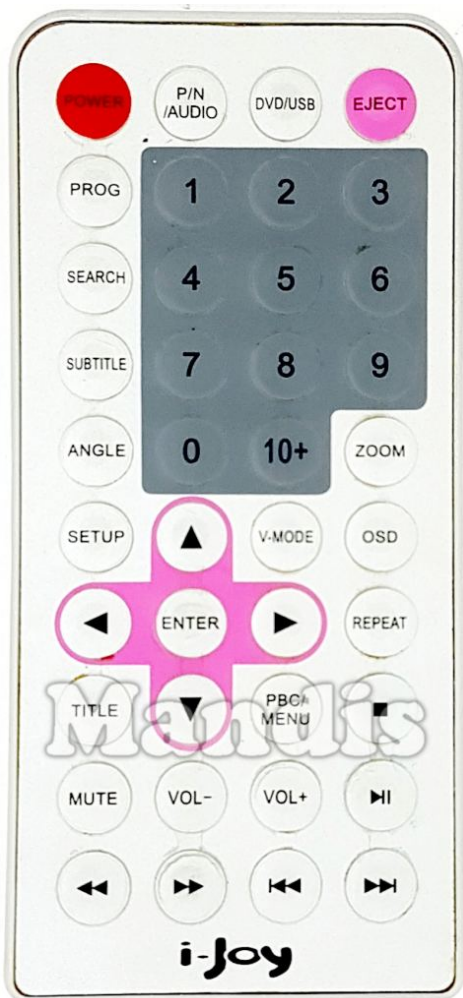 POWER
P/N
/AUDIO
DVD/USB
EJECT
PROG
1
2
3
SEARCH
4
5
6
SUBTITLE
7
8
9
ANGLE
0
10+
ZOOM
SETUP
V-MODE
OSD
ENTER
REPEAT
TITLE
PBC/
MENU
Mandis
MUTE
VOL-
VOL+
i-Joy